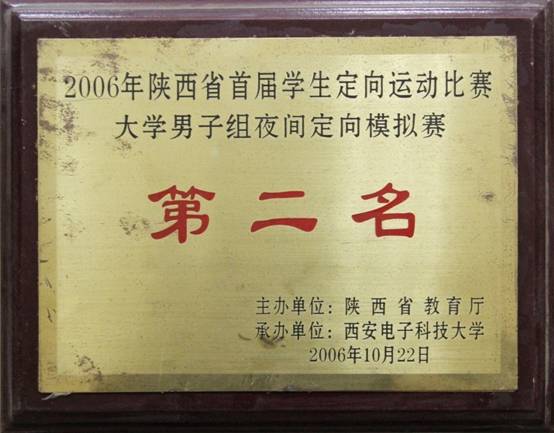 2006年陕西省首届学生定向运动比赛
大学男子组夜间定向模拟赛
第二名
主办单位：陕西省教育厅
承办单位：西安电子科技大学
2006年10月22日